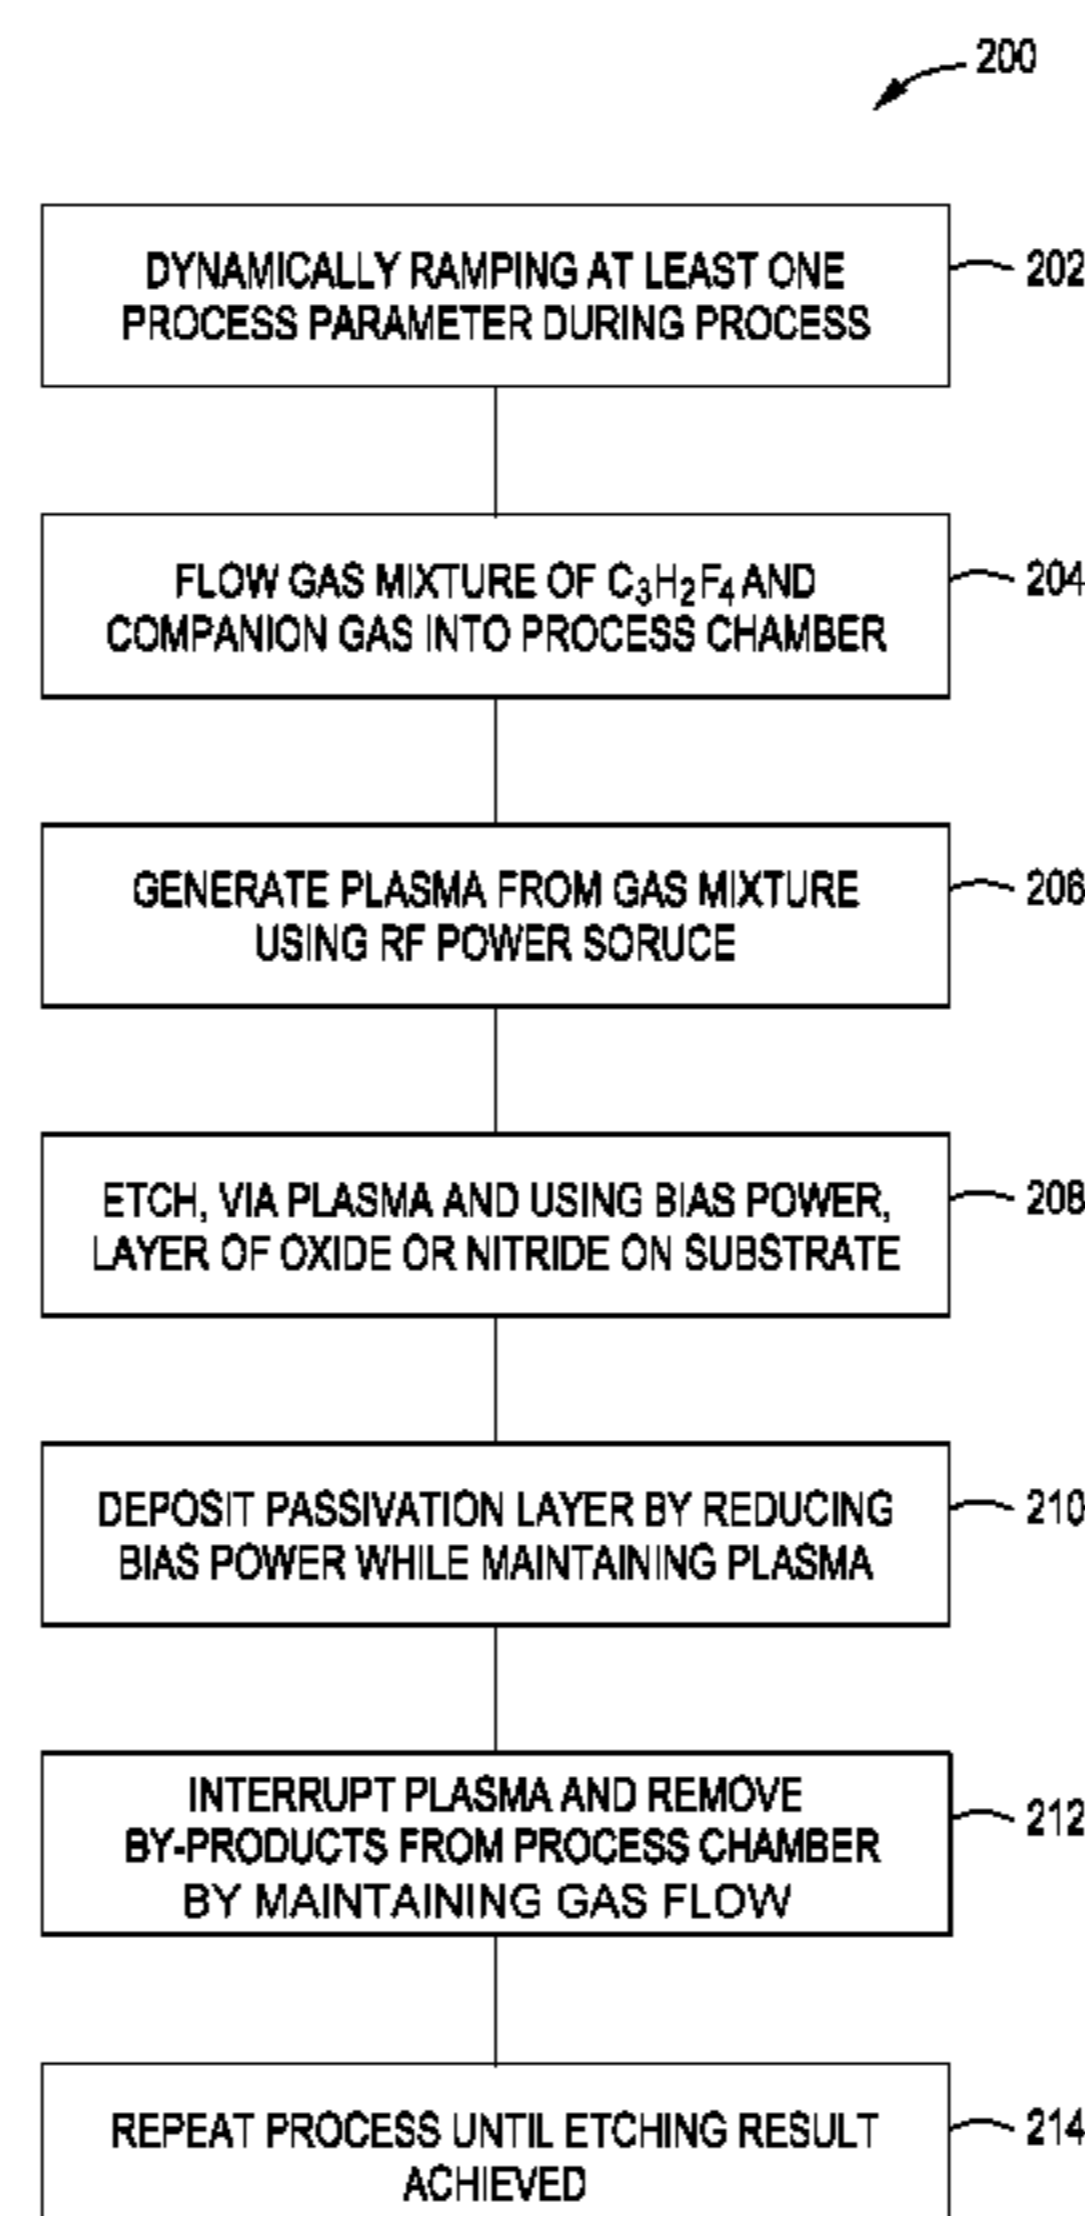 200
DYNAMICALLY RAMPING AT LEAST ONE
PROCESS PARAMETER DURING PROCESS
202
FLOW GAS MIXTURE OF C₃H₂F₄ AND
COMPANION GAS INTO PROCESS CHAMBER
204
GENERATE PLASMA FROM GAS MIXTURE
USING RF POWER SORUCE
206
ETCH, VIA PLASMA AND USING BIAS POWER,
LAYER OF OXIDE OR NITRIDE ON SUBSTRATE
208
DEPOSIT PASSIVATION LAYER BY REDUCING
BIAS POWER WHILE MAINTAINING PLASMA
210
INTERRUPT PLASMA AND REMOVE
BY-PRODUCTS FROM PROCESS CHAMBER
BY MAINTAINING GAS FLOW
212
REPEAT PROCESS UNTIL ETCHING RESULT
ACHIEVED
214